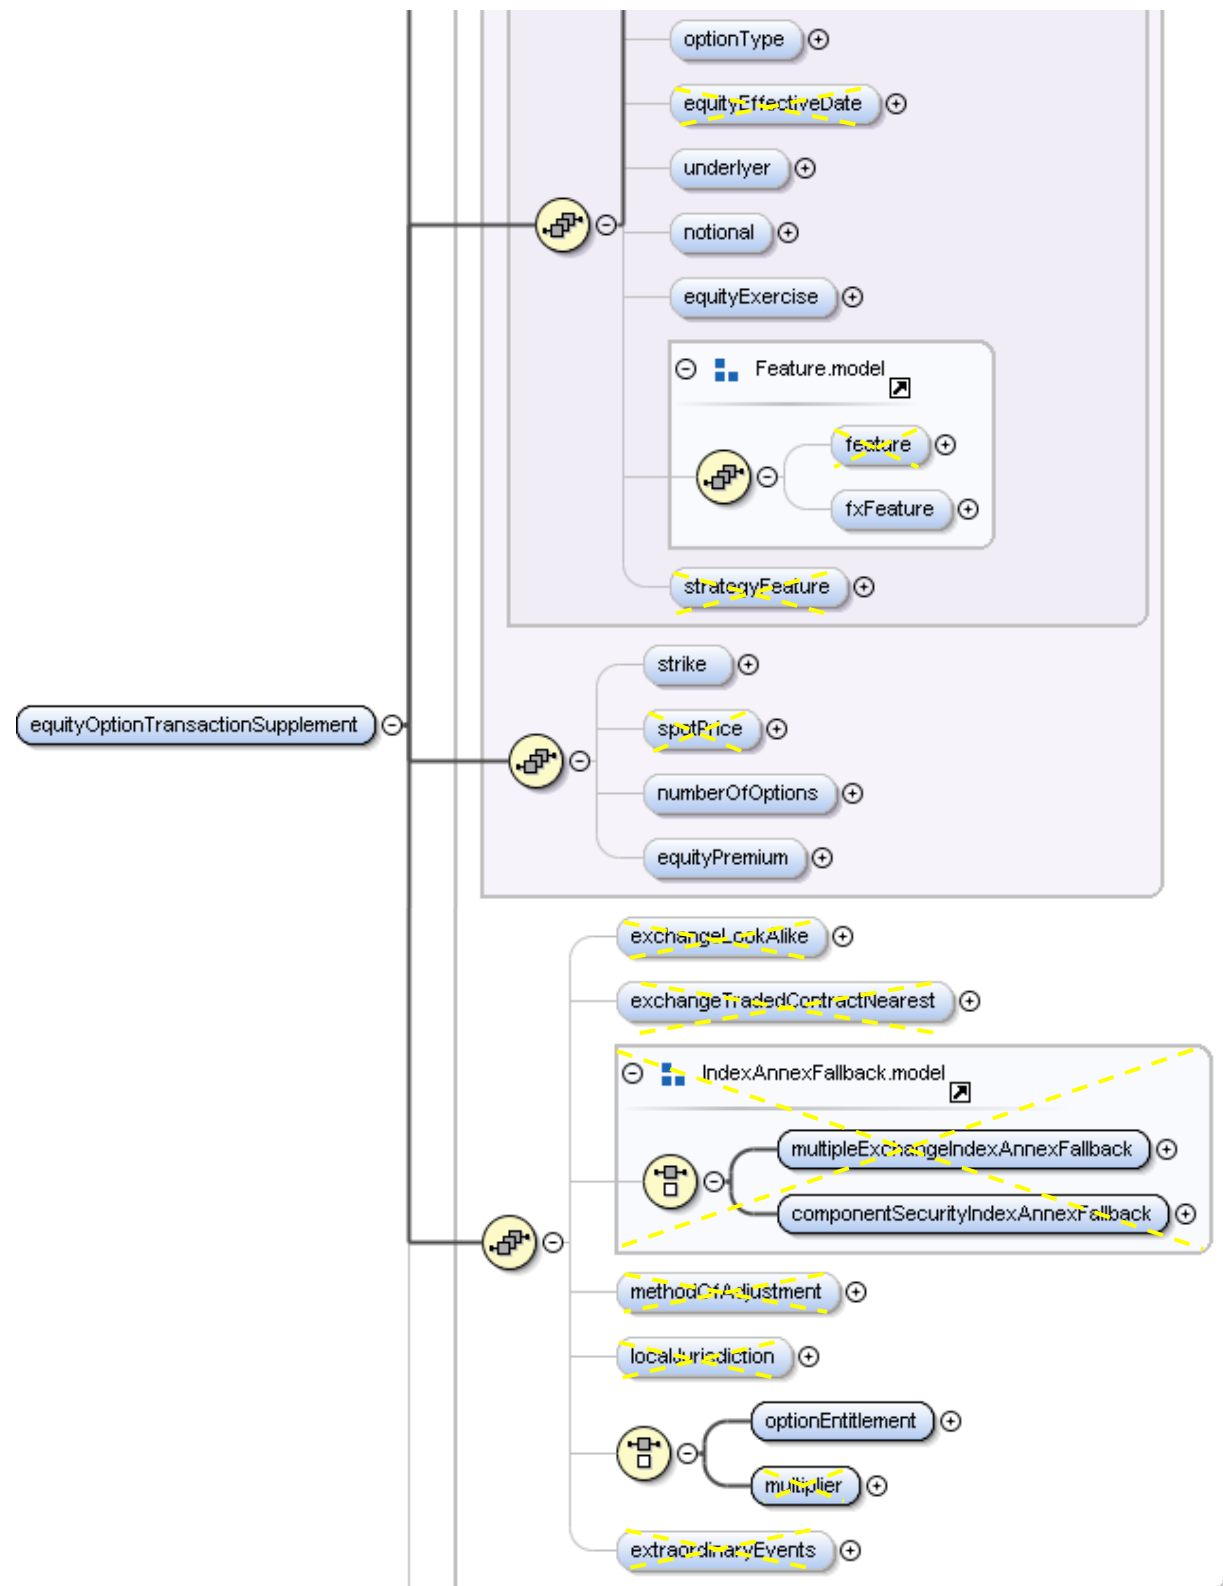 optionType
equityEffectiveDate
underlyer
notional
equityExercise
Feature.model
feature
fxFeature
strategyFeature
strike
equityOptionTransactionSupplement
spotPrice
numberOfOptions
equityPremium
exchangeLookAlike
exchangeTradedContractNearest
IndexAnnexFallback.model
multipleExchangeIndexAnnexFallback
componentSecurityIndexAnnexFallback
methodOfAdjustment
localJurisdiction
optionEntitlement
multiplier
extraordinaryEvents